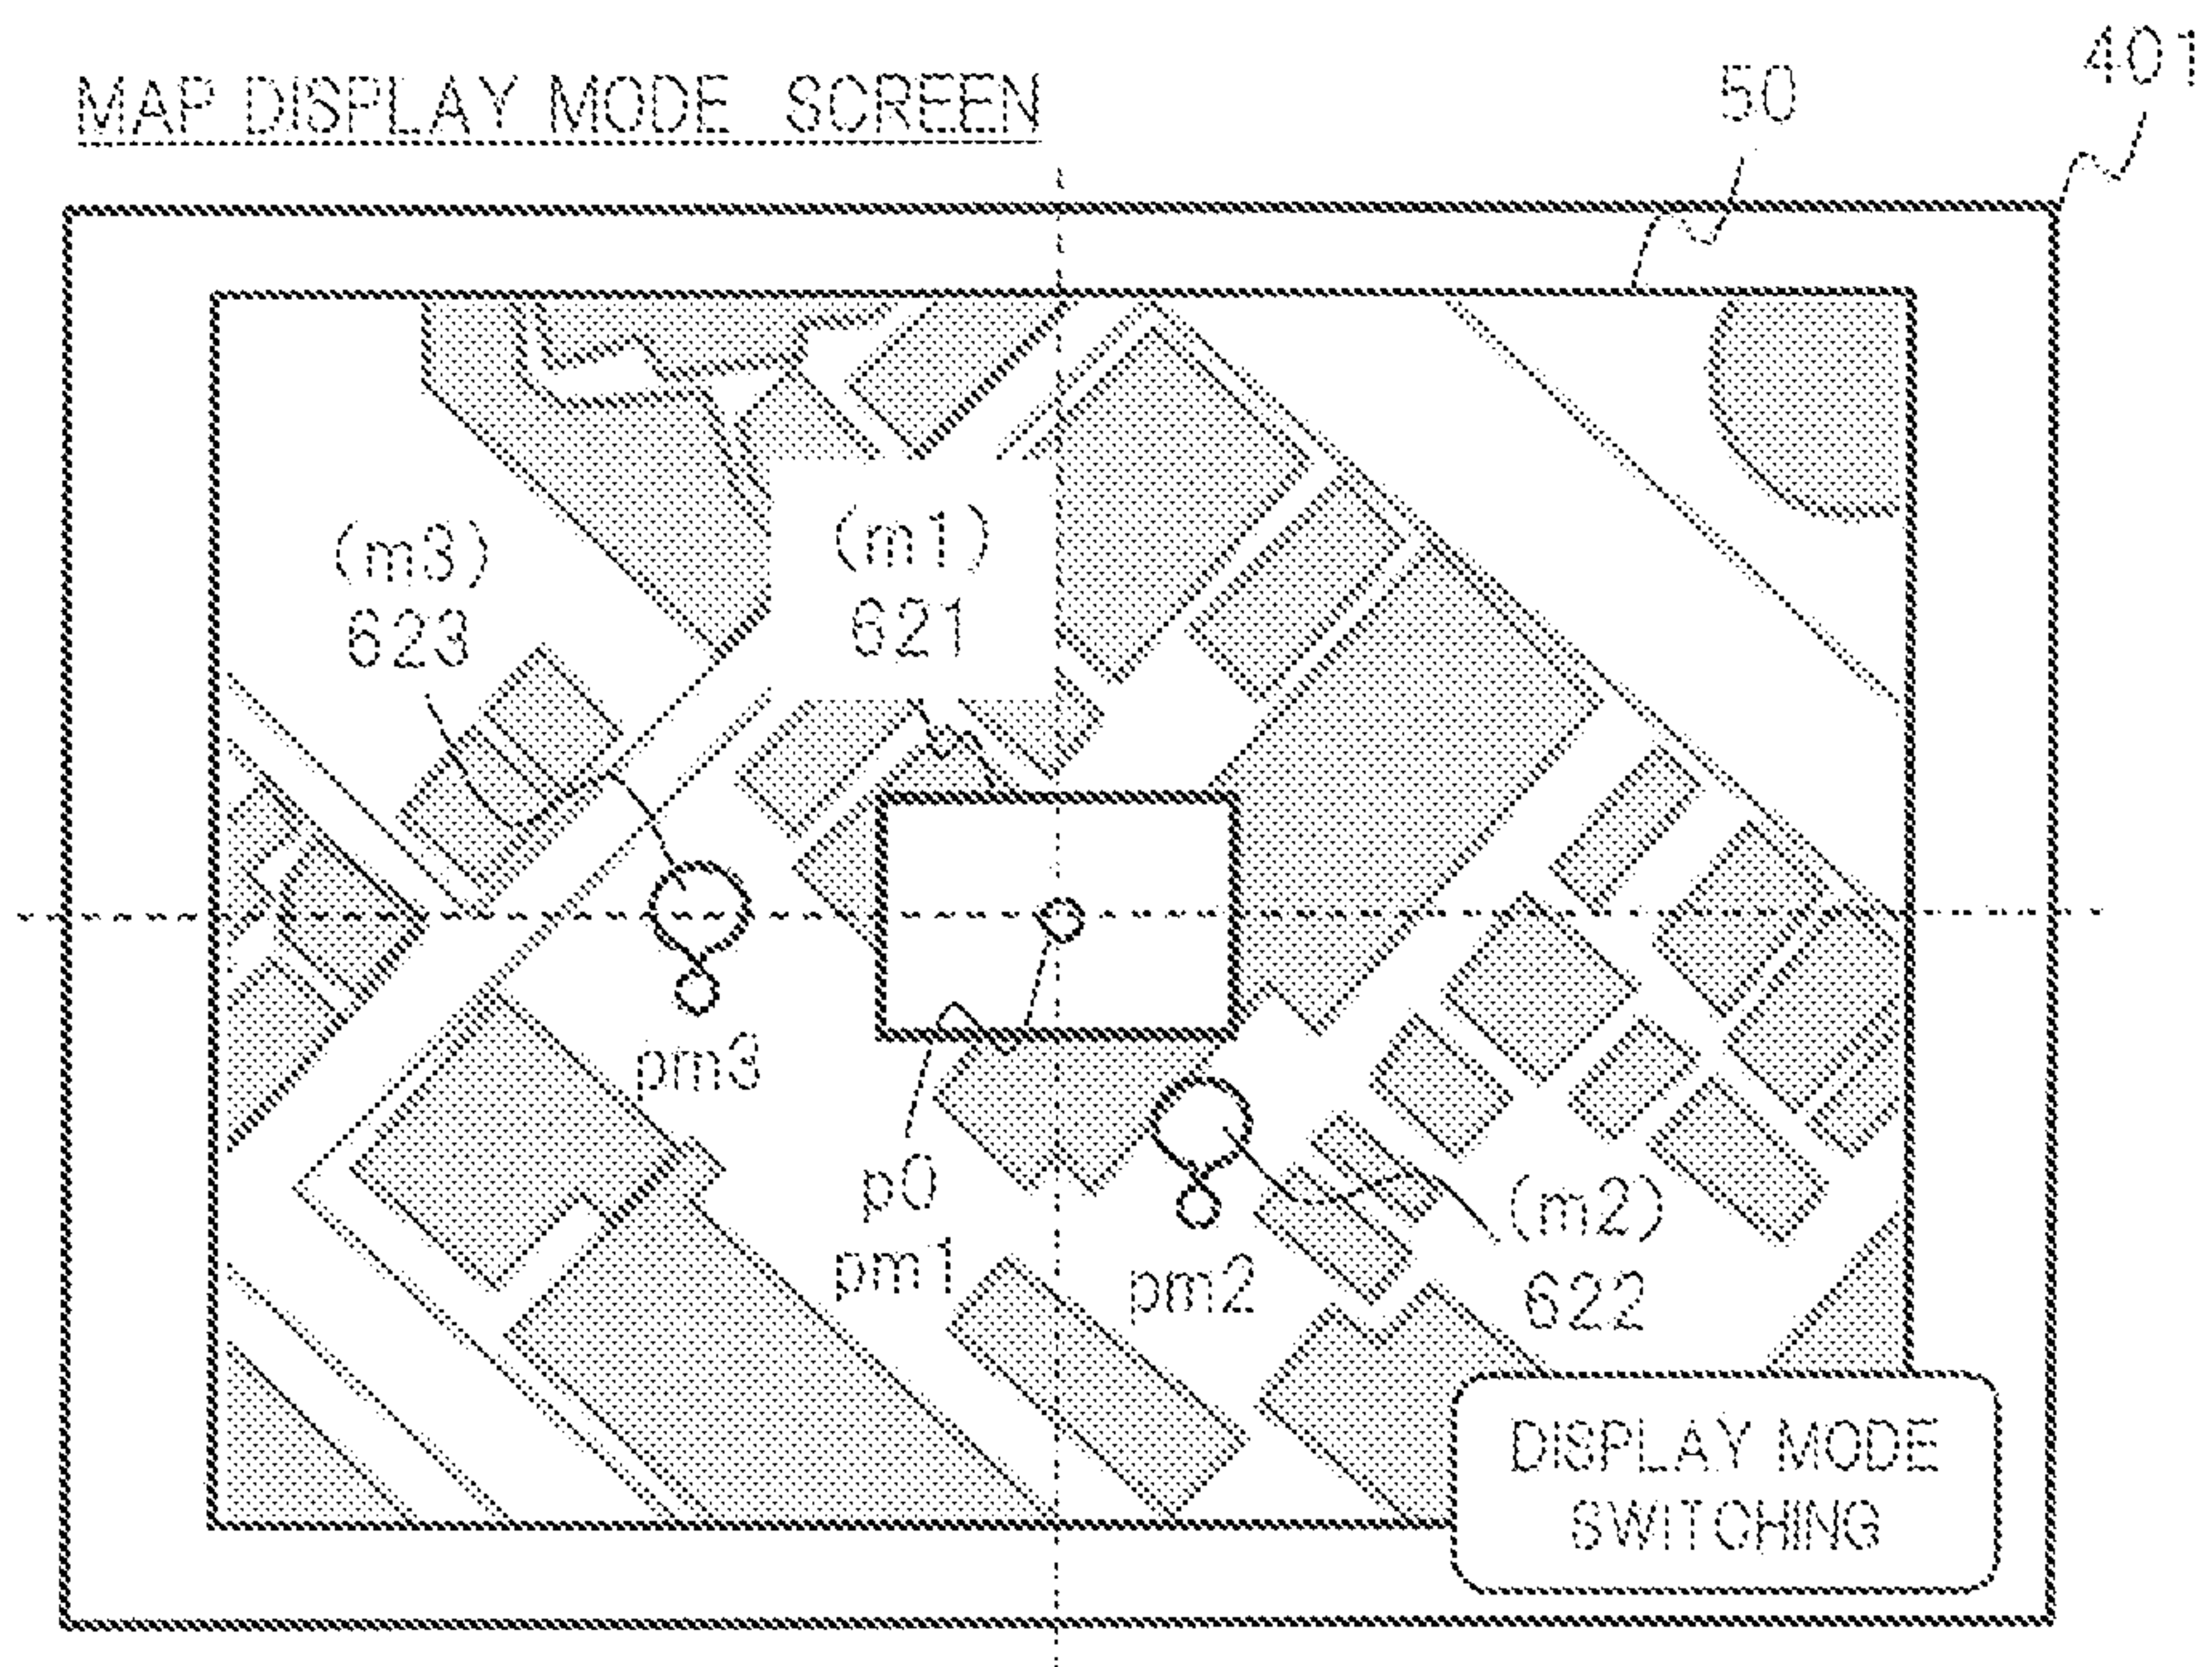 MAP DISPLAY MODE SCREEN
50
401
(m3)
623
(m1)
621
pm3
p0
pm1
pm2
(m2)
622
DISPLAY MODE
SWITCHING